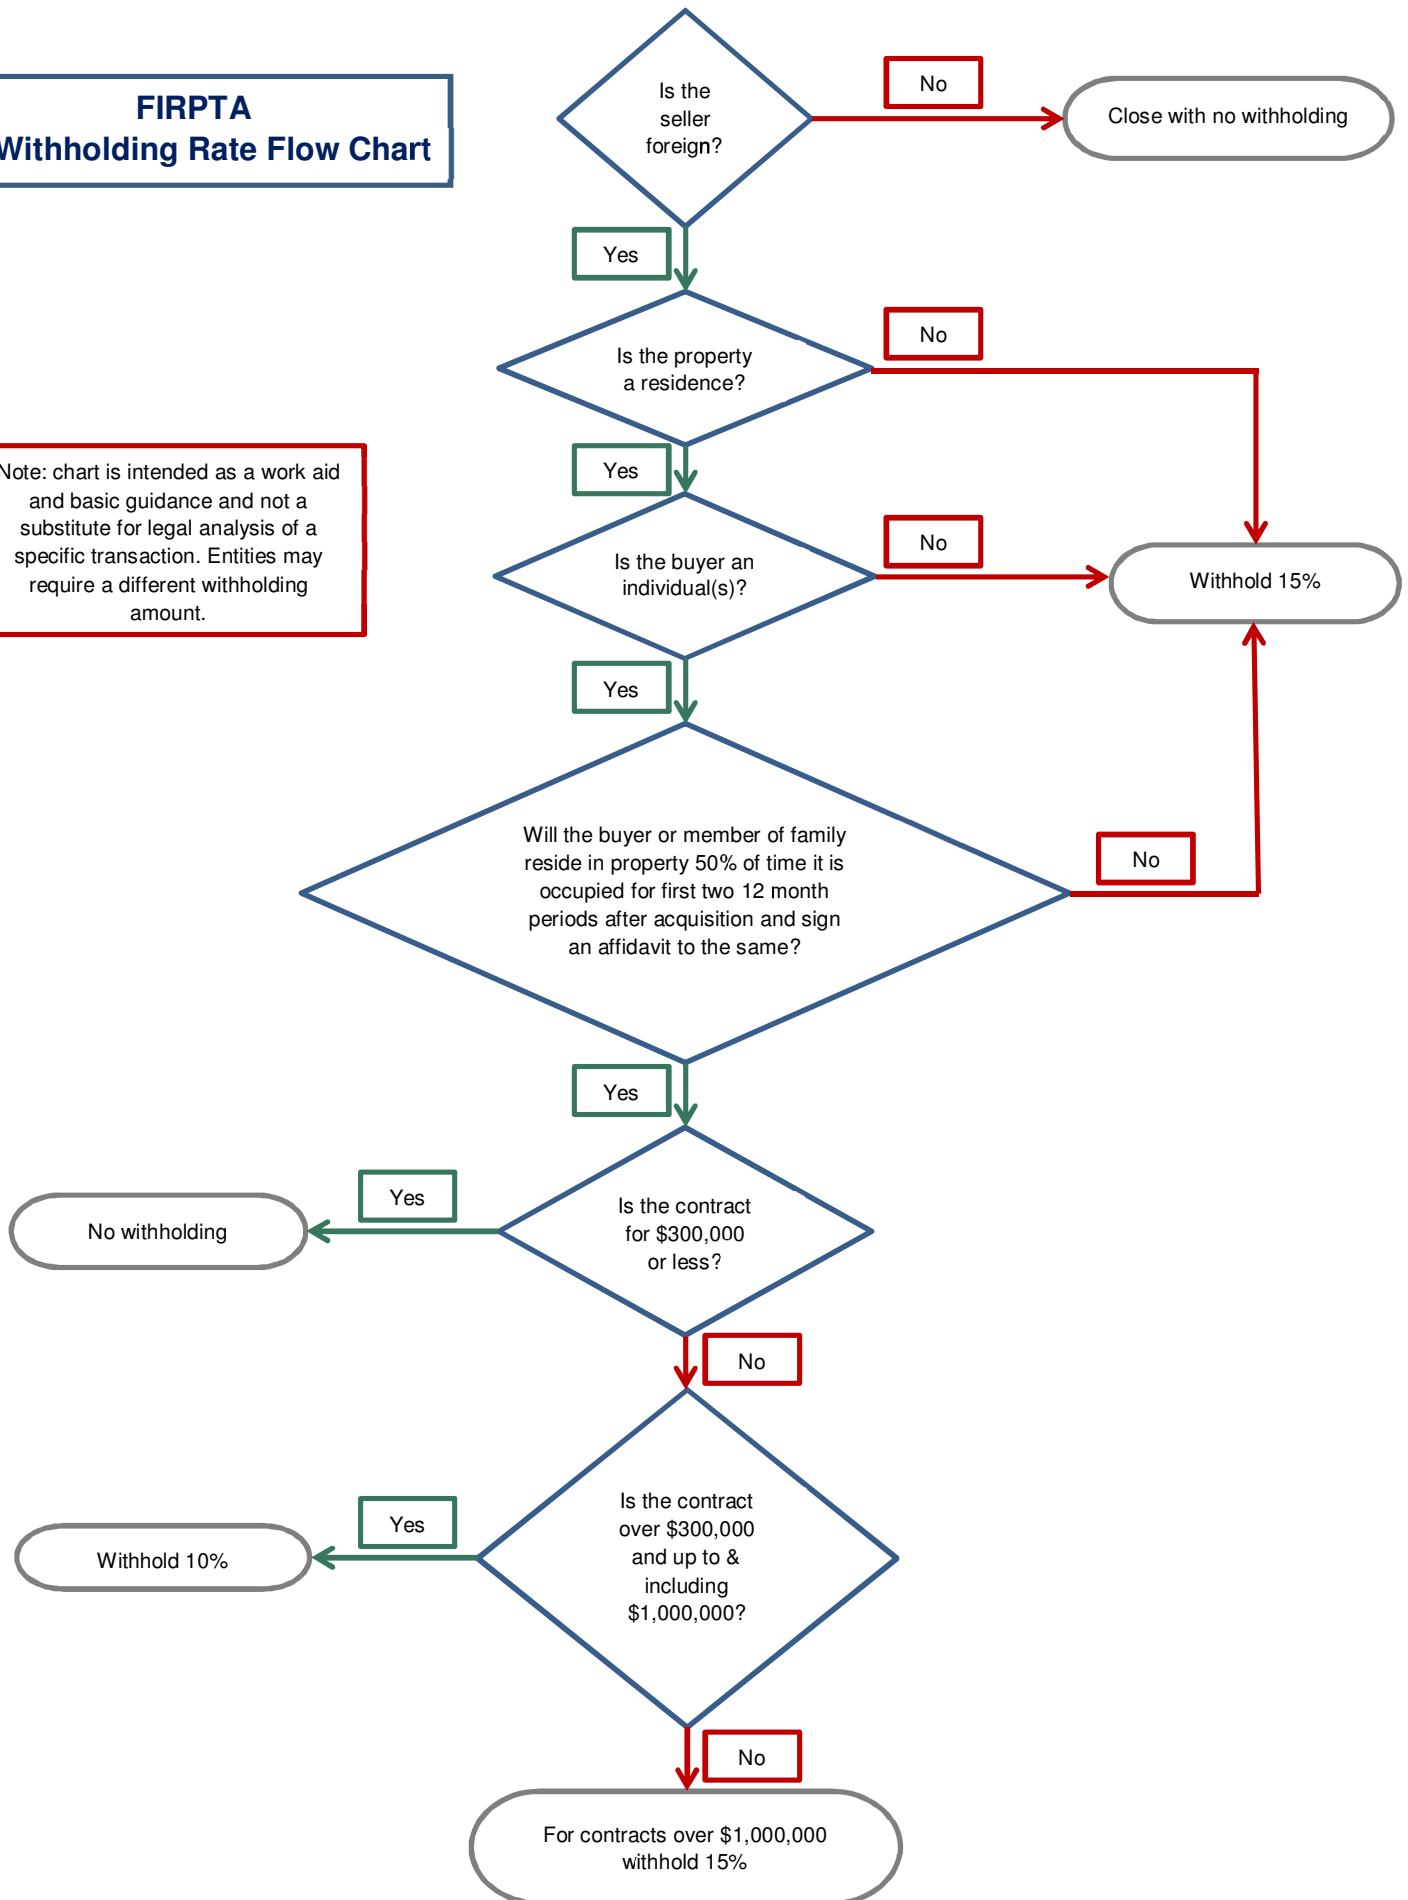 FIRPTA
Withholding Rate Flow Chart
Is the
seller
foreign?
No
Close with no withholding
Yes
Is the property
a residence?
No
Yes
Note: chart is intended as a work aid
and basic guidance and not a
substitute for legal analysis of a
specific transaction. Entities may
require a different withholding
amount.
Is the buyer an
individual(s)?
No
Withhold 15%
Yes
Will the buyer or member of family
reside in property 50% of time it is
occupied for first two 12 month
periods after acquisition and sign
an affidavit to the same?
No
Yes
Is the contract
for $300,000
or less?
Yes
No withholding
No
Is the contract
over $300,000
and up to &
including
$1,000,000?
Yes
Withhold 10%
No
For contracts over $1,000,000
withhold 15%